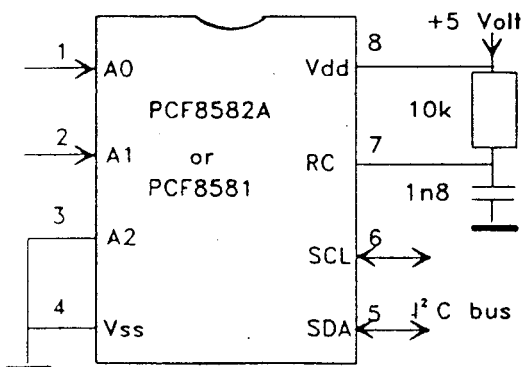 +5 Volt
1
A0
8
Vdd
PCF8582A
10k
2
A1
or
7
RC
PCF8581
1n8
3
A2
6
SCL
4
Vss
5
SDA
I²C bus